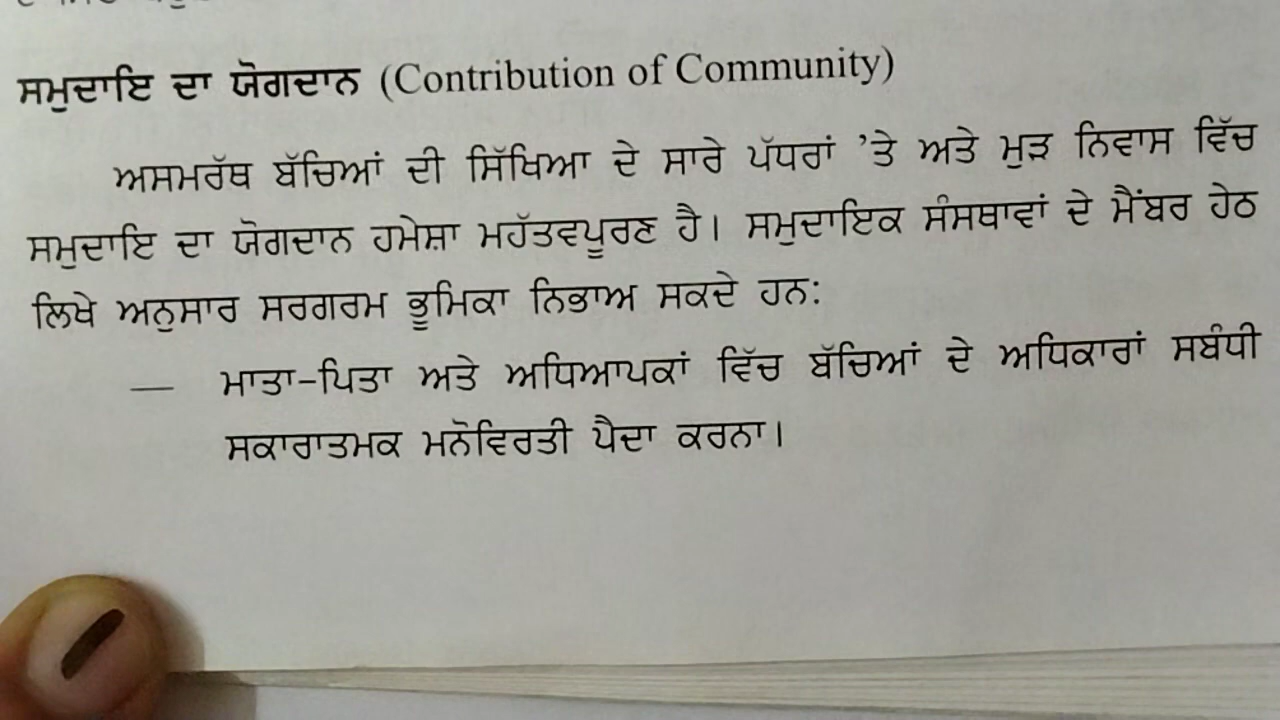 ਸਮੁਦਾਇ ਦਾ ਯੋਗਦਾਨ (Contribution of Community)
ਅਸਮਰੱਥ ਬੱਚਿਆਂ ਦੀ ਸਿੱਖਿਆ ਦੇ ਸਾਰੇ ਪੱਧਰਾਂ ’ਤੇ ਅਤੇ ਮੁੜ ਨਿਵਾਸ ਵਿੱਚ
ਸਮੁਦਾਇ ਦਾ ਯੋਗਦਾਨ ਹਮੇਸ਼ਾ ਮਹੱਤਵਪੂਰਣ ਹੈ। ਸਮੁਦਾਇਕ ਸੰਸਥਾਵਾਂ ਦੇ ਮੈਂਬਰ ਹੇਠ
ਲਿਖੇ ਅਨੁਸਾਰ ਸਰਗਰਮ ਭੂਮਿਕਾ ਨਿਭਾਅ ਸਕਦੇ ਹਨ:
— ਮਾਤਾ-ਪਿਤਾ ਅਤੇ ਅਧਿਆਪਕਾਂ ਵਿੱਚ ਬੱਚਿਆਂ ਦੇ ਅਧਿਕਾਰਾਂ ਸਬੰਧੀ
ਸਕਾਰਾਤਮਕ ਮਨੋਵਿਰਤੀ ਪੈਦਾ ਕਰਨਾ।